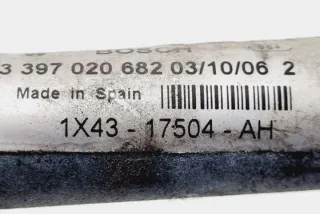 BOSCH
3 397 020 682 03/10/06 2
Made in Spain
1X43 - 17504 - AH